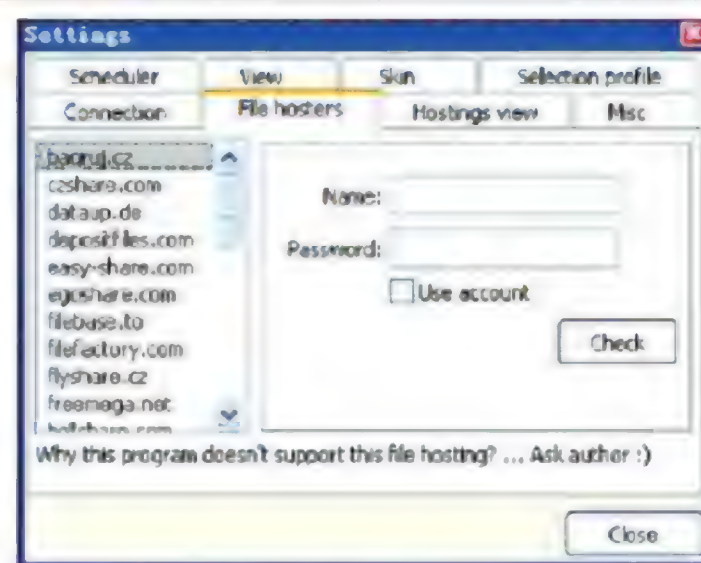 Settings
Scheduler View Skin Selection profile
Connection File hosters Hostings view Misc
czshare.com
dataup.de
depositfiles.com
easy-share.com
egoshare.com
filebase.to
filefactory.com
flyshare.cz
freemega.net
Name:
Password:
Use account
Check
Why this program doesn't support this file hosting? ... Ask author :)
Close